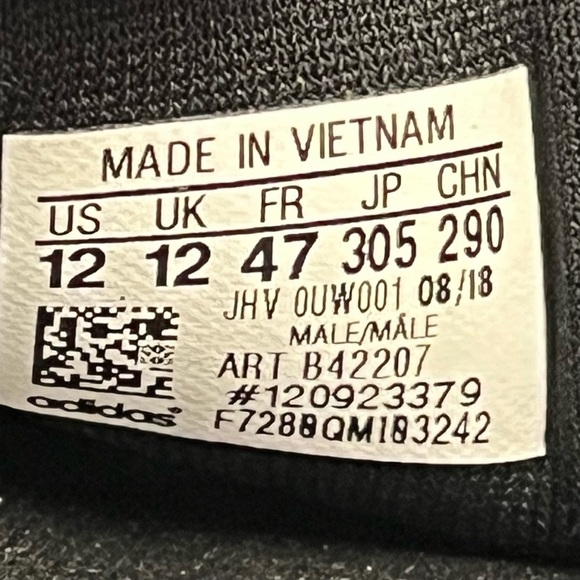 MADE IN VIETNAM
US UK FR JP CHN
12 12 47 305 290
JHV 0UW001 08/18
MALE/MÂLE
ART B42207
#120923379
adidas
F7288QM183242